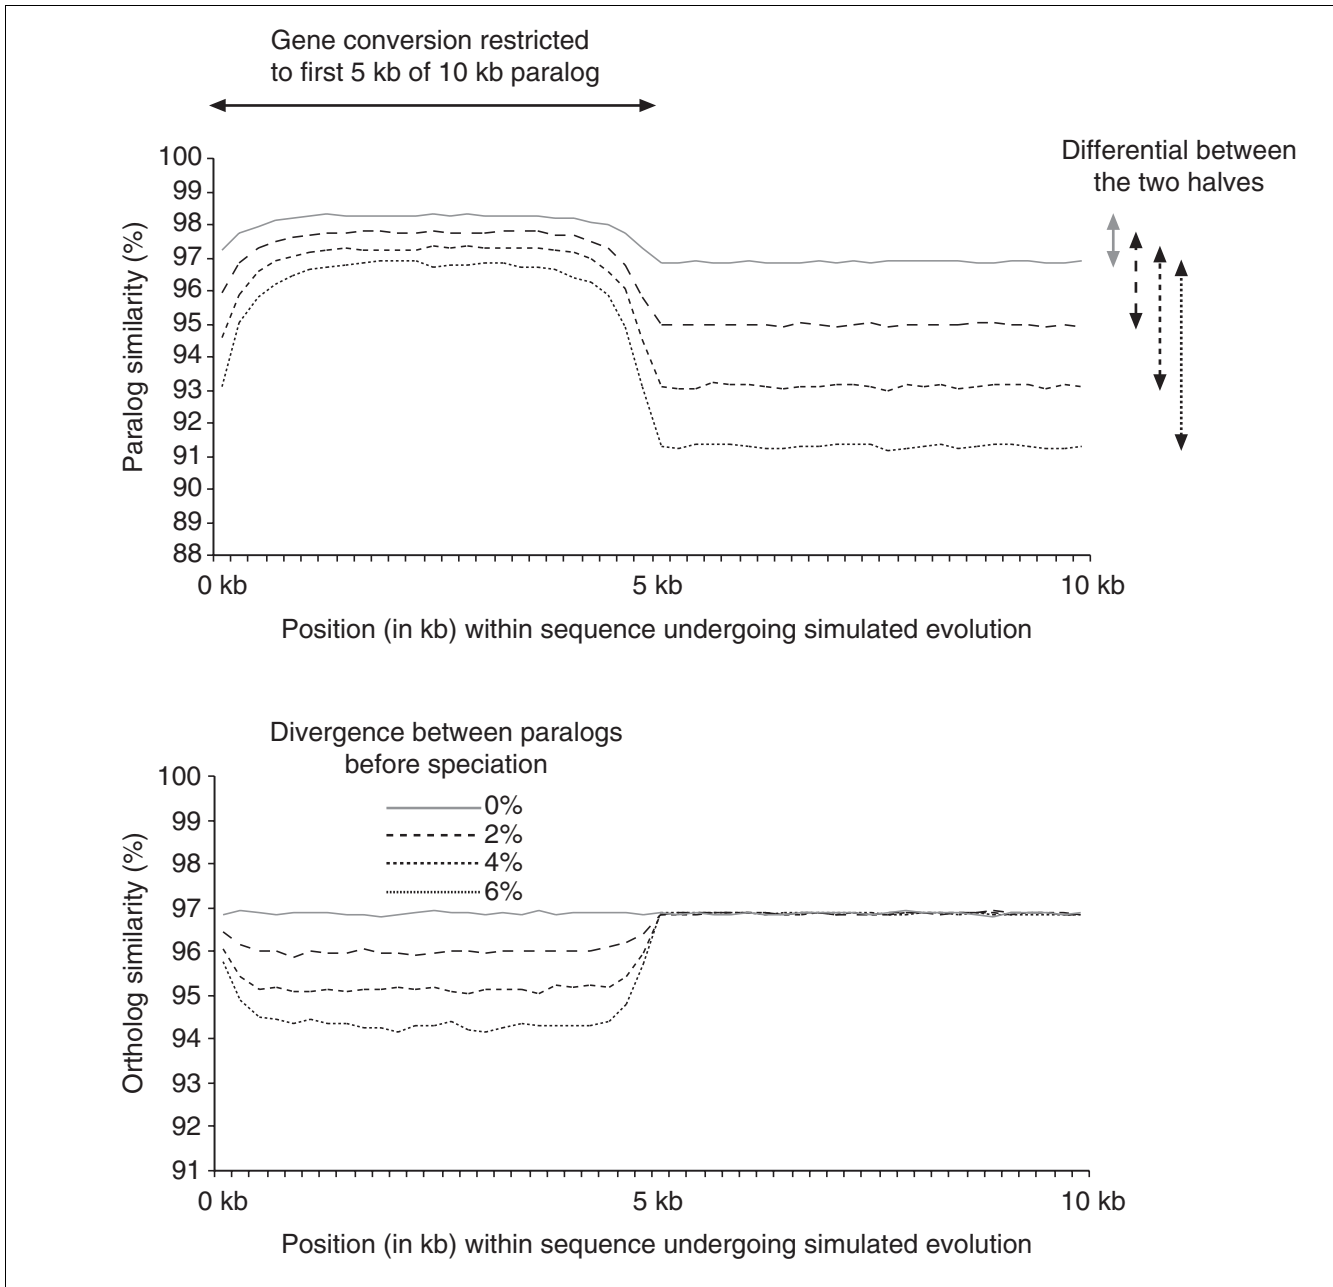 Gene conversion restricted
to first 5 kb of 10 kb paralog
Differential between
the two halves
Paralog similarity (%)
100
99
98
97
96
95
94
93
92
91
90
89
88
0 kb
5 kb
10 kb
Position (in kb) within sequence undergoing simulated evolution
Divergence between paralogs
before speciation
0%
2%
4%
6%
Ortholog similarity (%)
100
99
98
97
96
95
94
93
92
91
0 kb
5 kb
10 kb
Position (in kb) within sequence undergoing simulated evolution